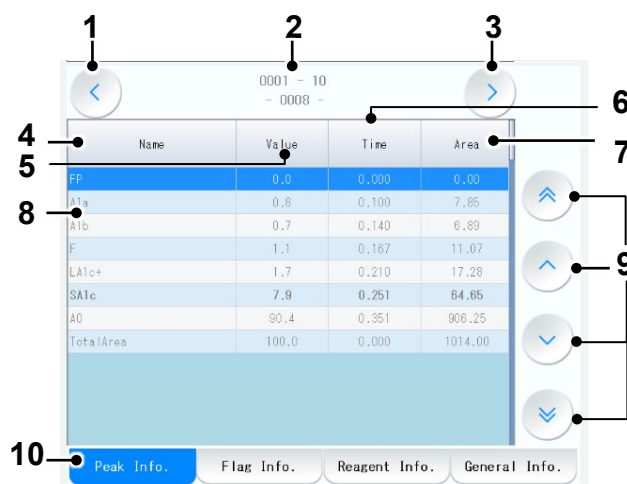 1 2 3
0001 - 10
- 0008 -
6
4 Name Value Time Area
5 7
FP 0.0 0.000 0.00
A1a 0.8 0.100 7.85
8
A1b 0.7 0.140 6.89
F 1.1 0.167 11.07
LA1c+ 1.7 0.210 17.28
9
SA1c 7.9 0.251 64.65
A0 90.4 0.351 906.25
TotalArea 100.0 0.000 1014.00
10 Peak Info. Flag Info. Reagent Info. General Info.